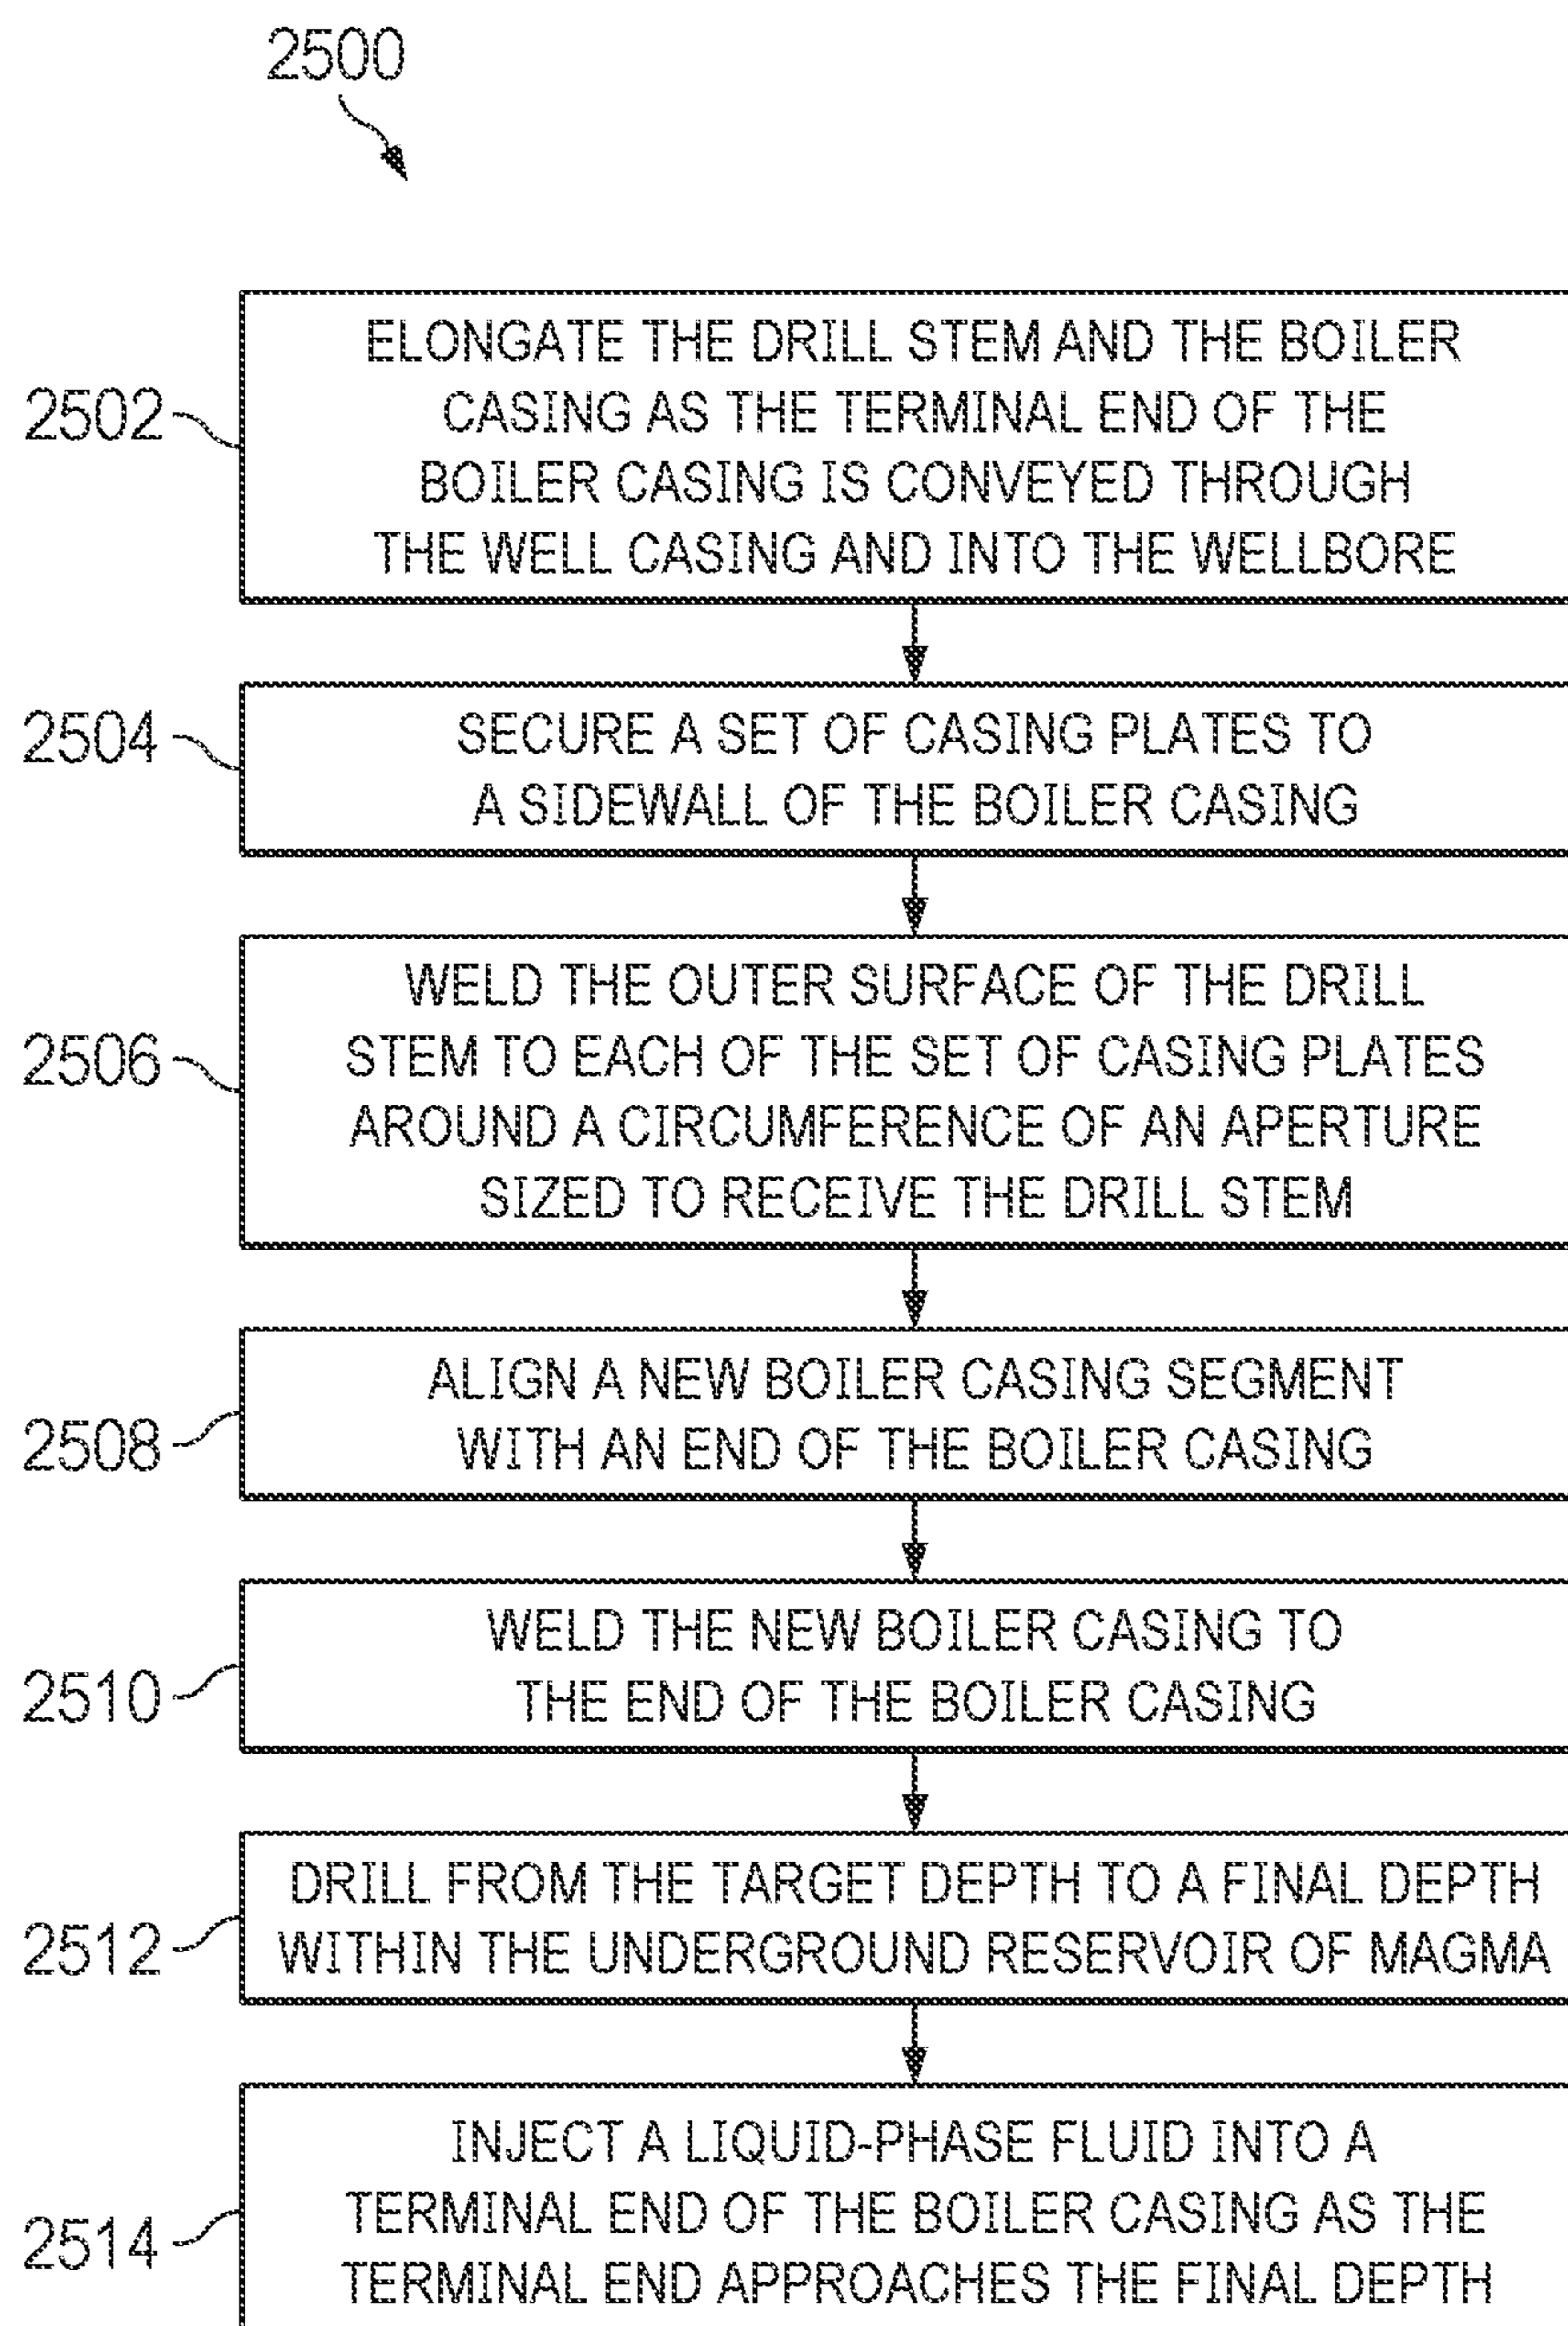 2500
2502
ELONGATE THE DRILL STEM AND THE BOILER
CASING AS THE TERMINAL END OF THE
BOILER CASING IS CONVEYED THROUGH
THE WELL CASING AND INTO THE WELLBORE
2504
SECURE A SET OF CASING PLATES TO
A SIDEWALL OF THE BOILER CASING
2506
WELD THE OUTER SURFACE OF THE DRILL
STEM TO EACH OF THE SET OF CASING PLATES
AROUND A CIRCUMFERENCE OF AN APERTURE
SIZED TO RECEIVE THE DRILL STEM
2508
ALIGN A NEW BOILER CASING SEGMENT
WITH AN END OF THE BOILER CASING
2510
WELD THE NEW BOILER CASING TO
THE END OF THE BOILER CASING
2512
DRILL FROM THE TARGET DEPTH TO A FINAL DEPTH
WITHIN THE UNDERGROUND RESERVOIR OF MAGMA
2514
INJECT A LIQUID-PHASE FLUID INTO A
TERMINAL END OF THE BOILER CASING AS THE
TERMINAL END APPROACHES THE FINAL DEPTH